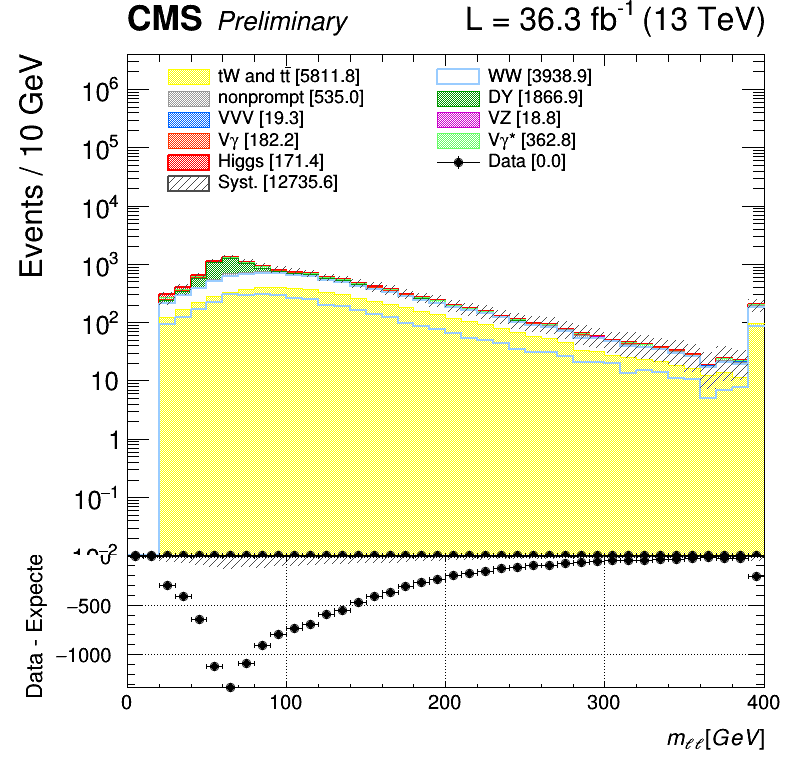 CMS Preliminary L = 36.3 fb-1 (13 TeV)
Events / 10 GeV
tW and tt̄ [5811.8]
nonprompt [535.0]
VVV [19.3]
Vγ [182.2]
Higgs [171.4]
Syst. [12735.6]
WW [3938.9]
DY [1866.9]
VZ [18.8]
Vγ* [362.8]
Data [0.0]
10^6
10^5
10^4
10^3
10^2
10
1
10^-1
Data - Expecte
0
−500
−1000
0 100 200 300 400
mℓℓ[GeV]